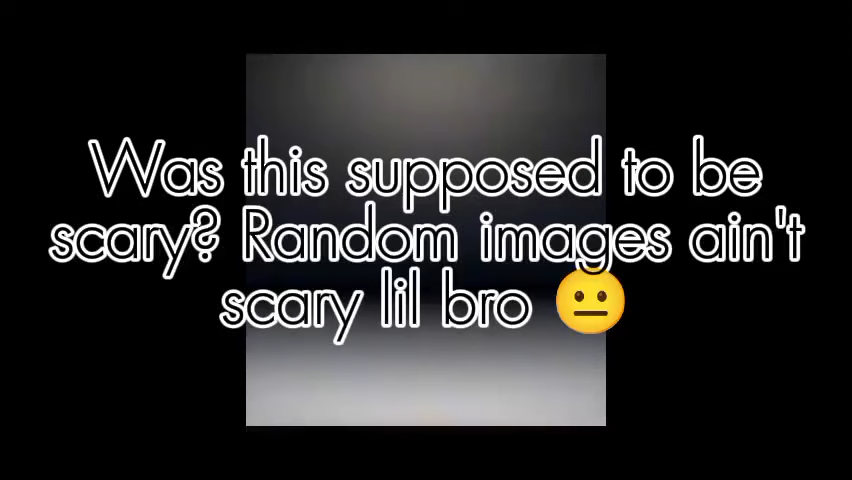 Was this supposed to be
scary? Random images ain't
scary lil bro 😐